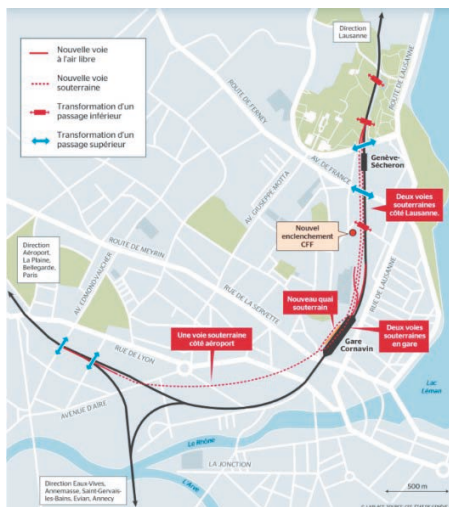 Direction
Lausanne
Nouvelle voie
à l'air libre
Nouvelle voie
souterraine
Transformation d'un
passage inférieur
Transformation d'un
passage supérieur
ROUTE DE LAUSANNE
ROUTE DE FERNEY
Genève-
Sécheron
AV. DE FRANCE
AV. GIUSEPPE-MOTTA
Deux voies
souterraines
côté Lausanne.
Nouvel
enclenchement
CFF
Direction
Aéroport,
La Plaine,
Bellegarde,
Paris
ROUTE DE MEYRIN
AV. EDMOND-VAUCHER
RUE DE LAUSANNE
RUE DE LA SERVETTE
Nouveau quai
souterrain
Une voie souterraine
côté aéroport
Deux voies
souterraines
en gare
RUE DE LYON
Gare
Cornavin
Lac
Léman
AVENUE D'AÏRE
Le Rhône
LA JONCTION
L'Arve
Direction Eaux-Vives,
Annemasse, Saint-Gervais-
les-Bains, Evian, Annecy
500 m